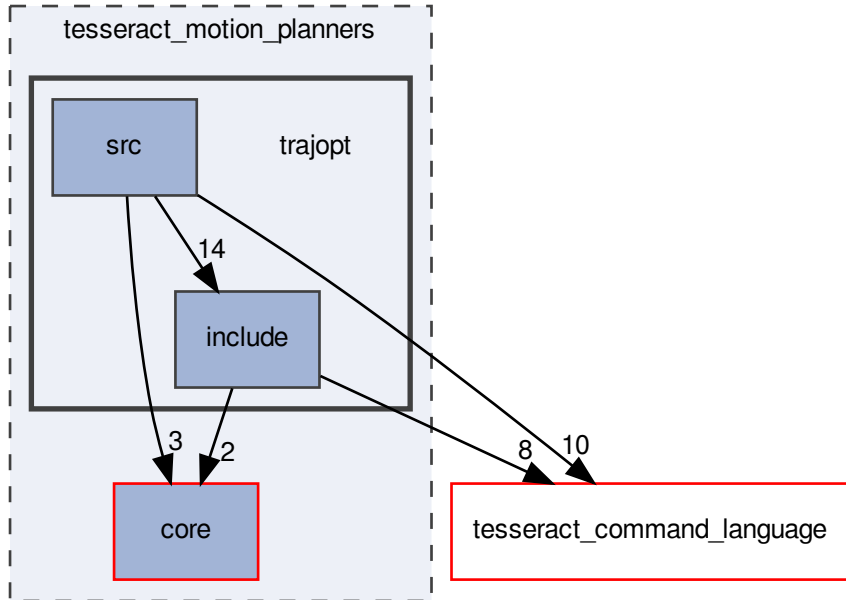 tesseract_motion_planners
src
trajopt
14
include
3
2
8
10
core
tesseract_command_language